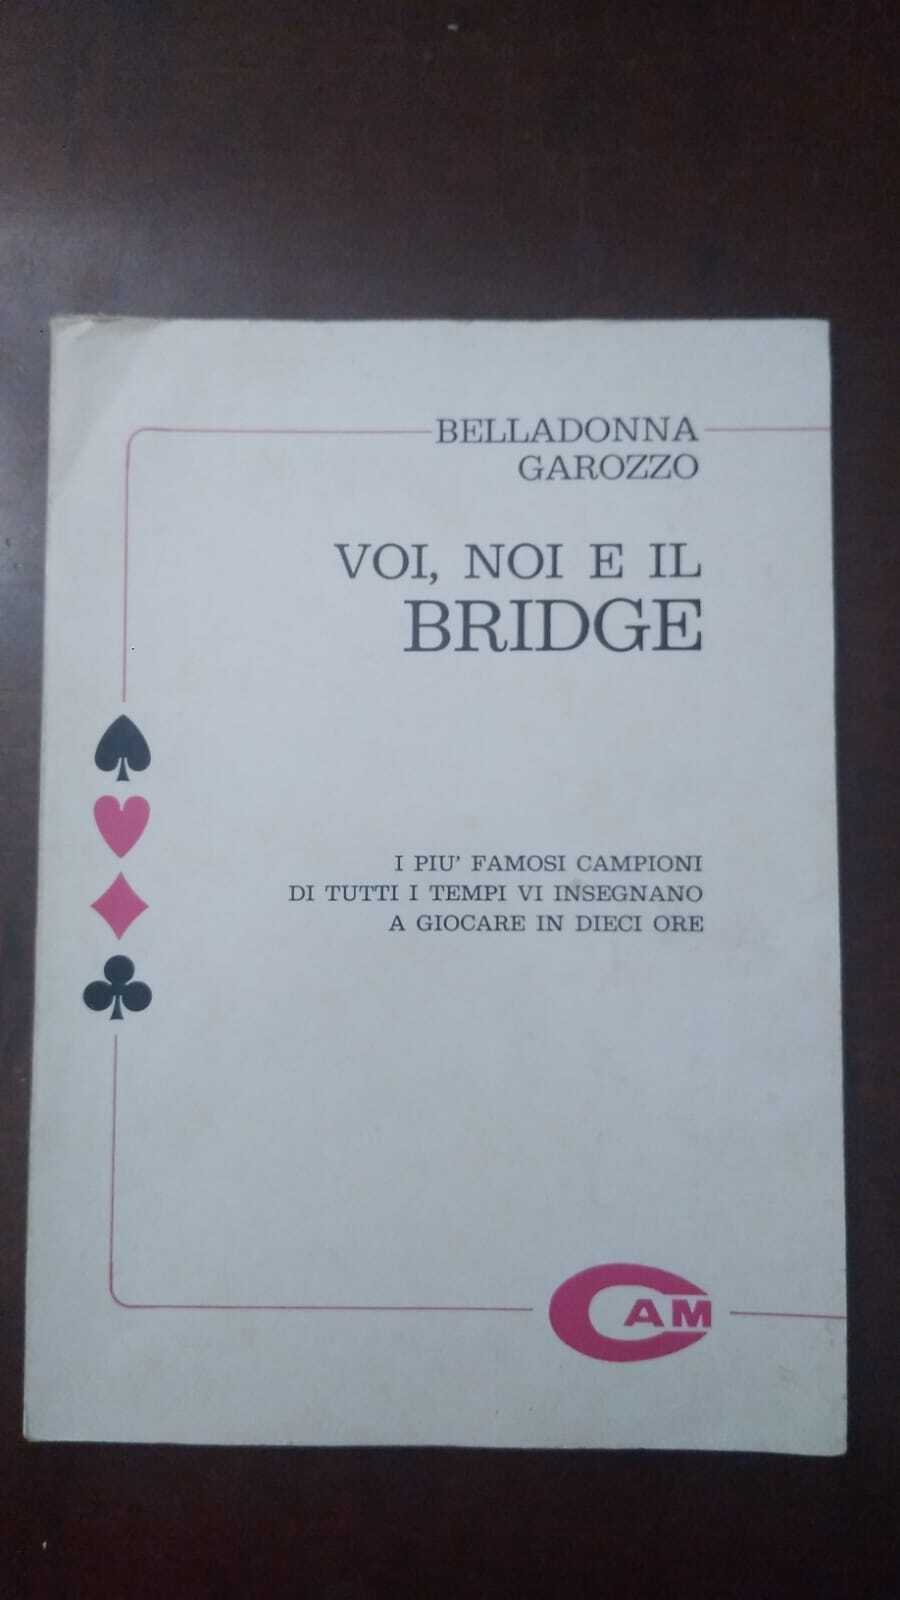 BELLADONNA
GAROZZO
VOI, NOI E IL
BRIDGE
I PIU' FAMOSI CAMPIONI
DI TUTTI I TEMPI VI INSEGNANO
A GIOCARE IN DIECI ORE
CAM